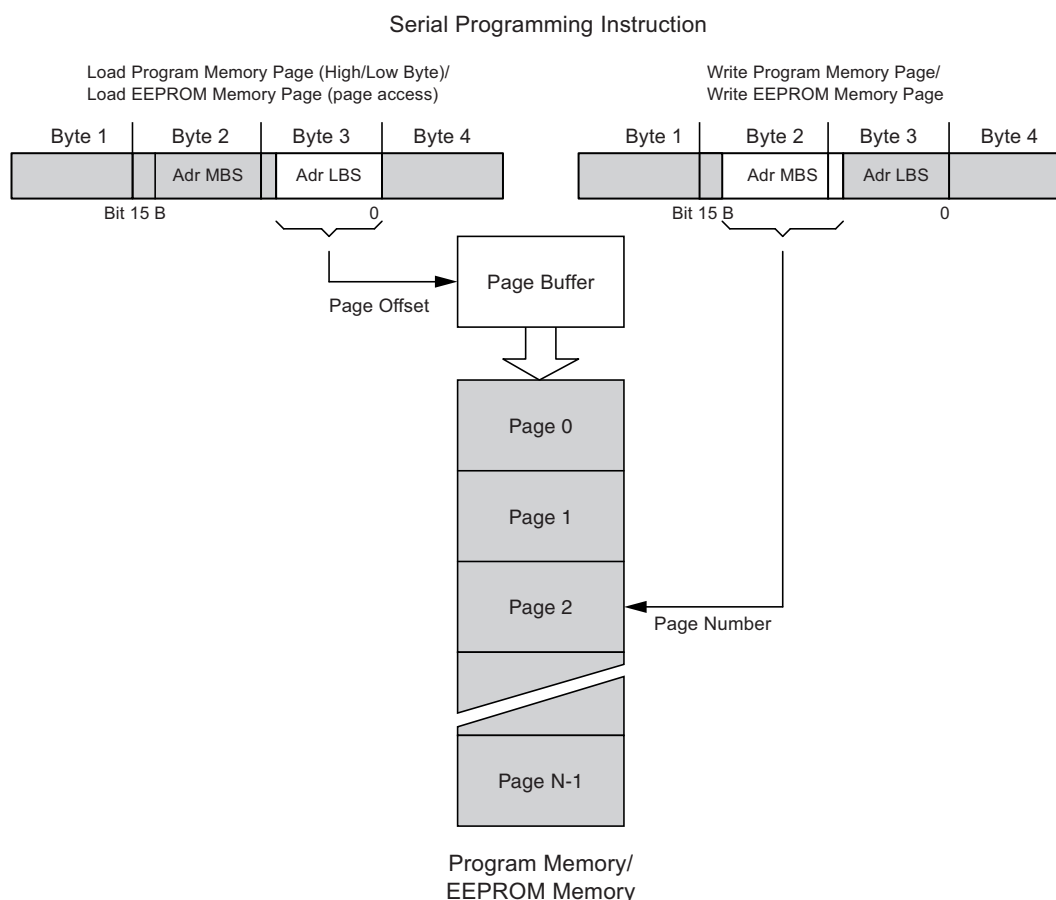 Serial Programming Instruction
Load Program Memory Page (High/Low Byte)/
Load EEPROM Memory Page (page access)
Byte 1 Byte 2 Byte 3 Byte 4
Adr MBS Adr LBS
Bit 15 B 0
Write Program Memory Page/
Write EEPROM Memory Page
Byte 1 Byte 2 Byte 3 Byte 4
Adr MBS Adr LBS
Bit 15 B 0
Page Offset
Page Buffer
Page 0
Page 1
Page 2
Page Number
Page N-1
Program Memory/
EEPROM Memory